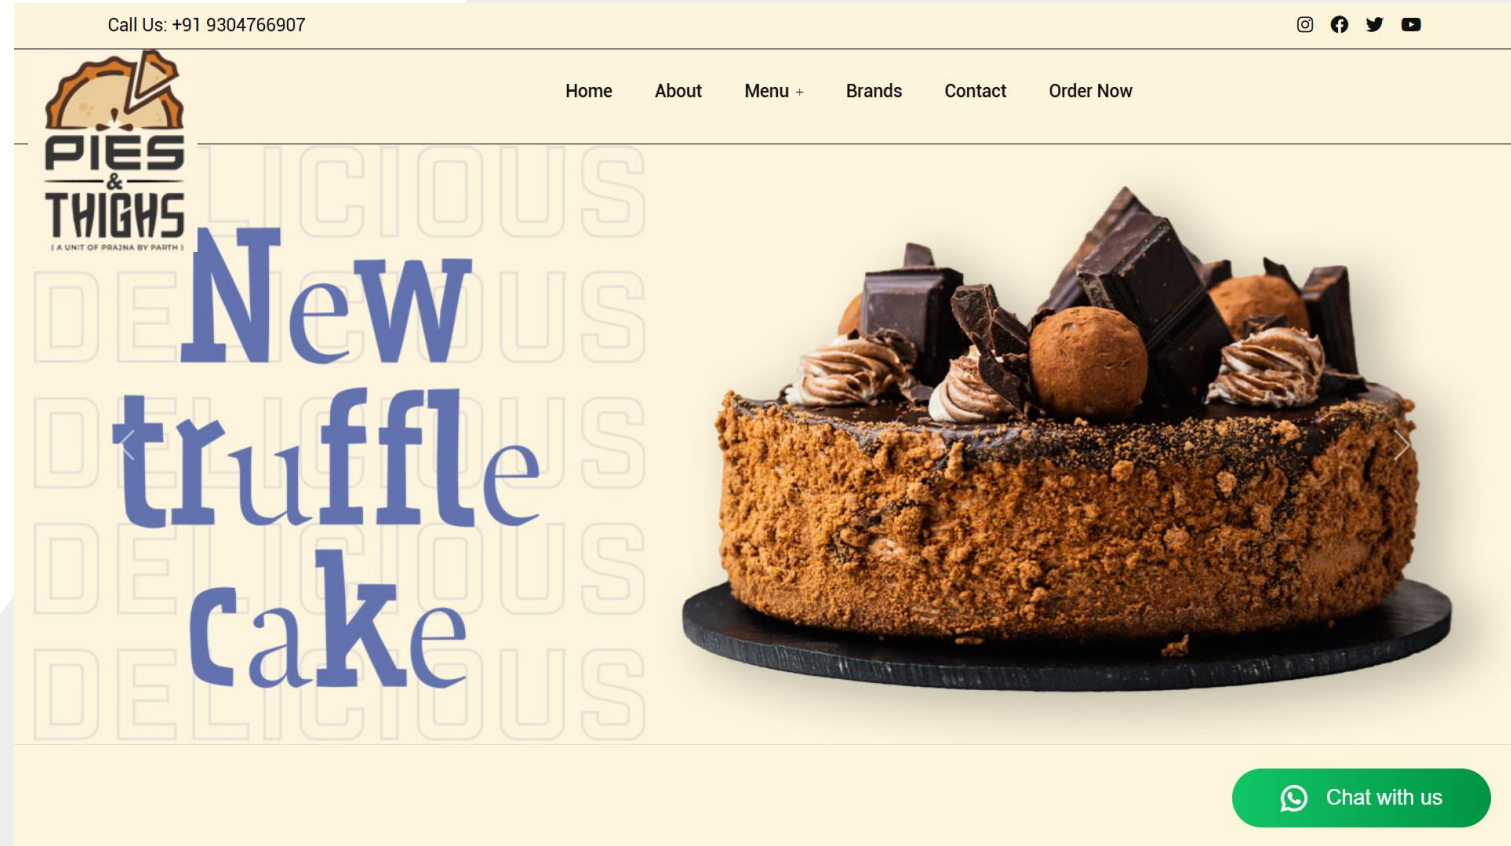 Call Us: +91 9304766907
Home About Menu + Brands Contact Order Now
PIES
&
THIGHS
( A UNIT OF PRAJNA BY PARTH )
DELICIOUS
DELICIOUS
DELICIOUS
DELICIOUS
DELICIOUS
New
truffle
cake
Chat with us